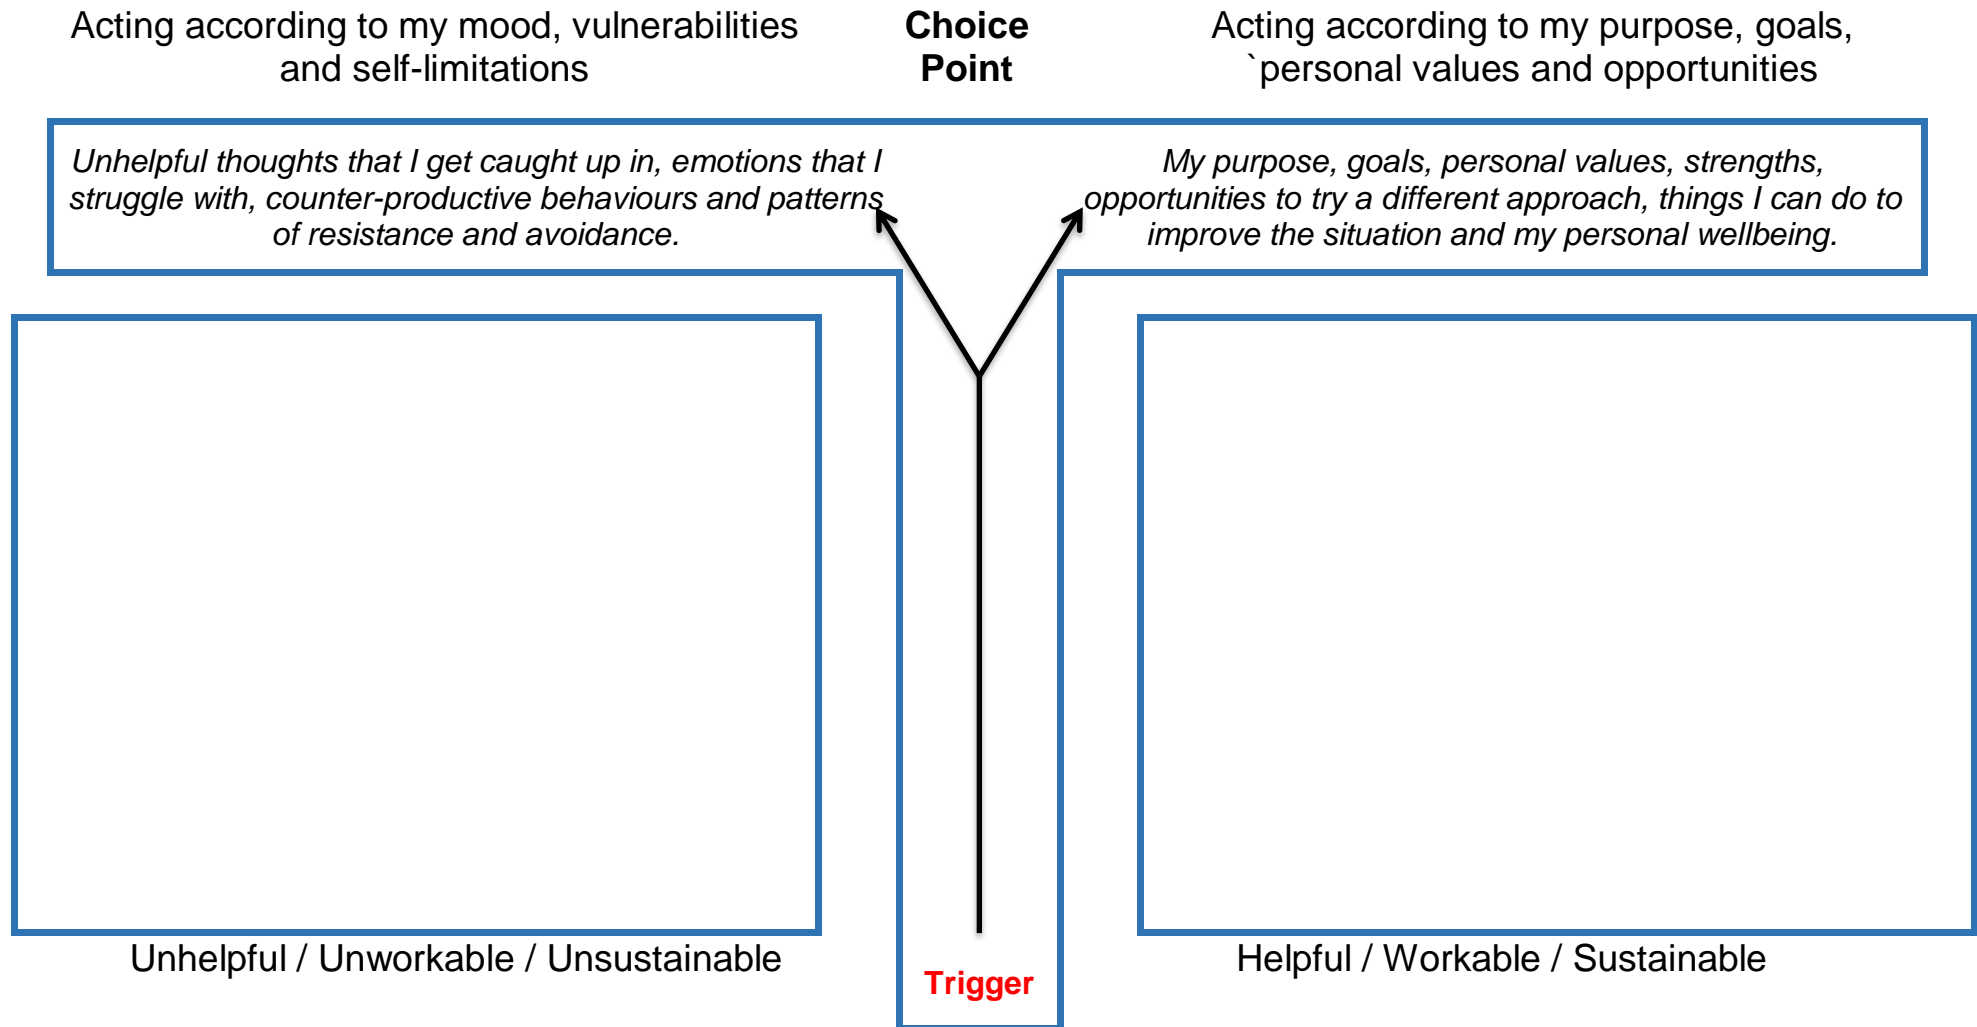 Acting according to my mood, vulnerabilities
and self-limitations
Choice
Point
Acting according to my purpose, goals,
`personal values and opportunities
Unhelpful thoughts that I get caught up in, emotions that I
struggle with, counter-productive behaviours and patterns
of resistance and avoidance.
My purpose, goals, personal values, strengths,
opportunities to try a different approach, things I can do to
improve the situation and my personal wellbeing.
Unhelpful / Unworkable / Unsustainable
Trigger
Helpful / Workable / Sustainable